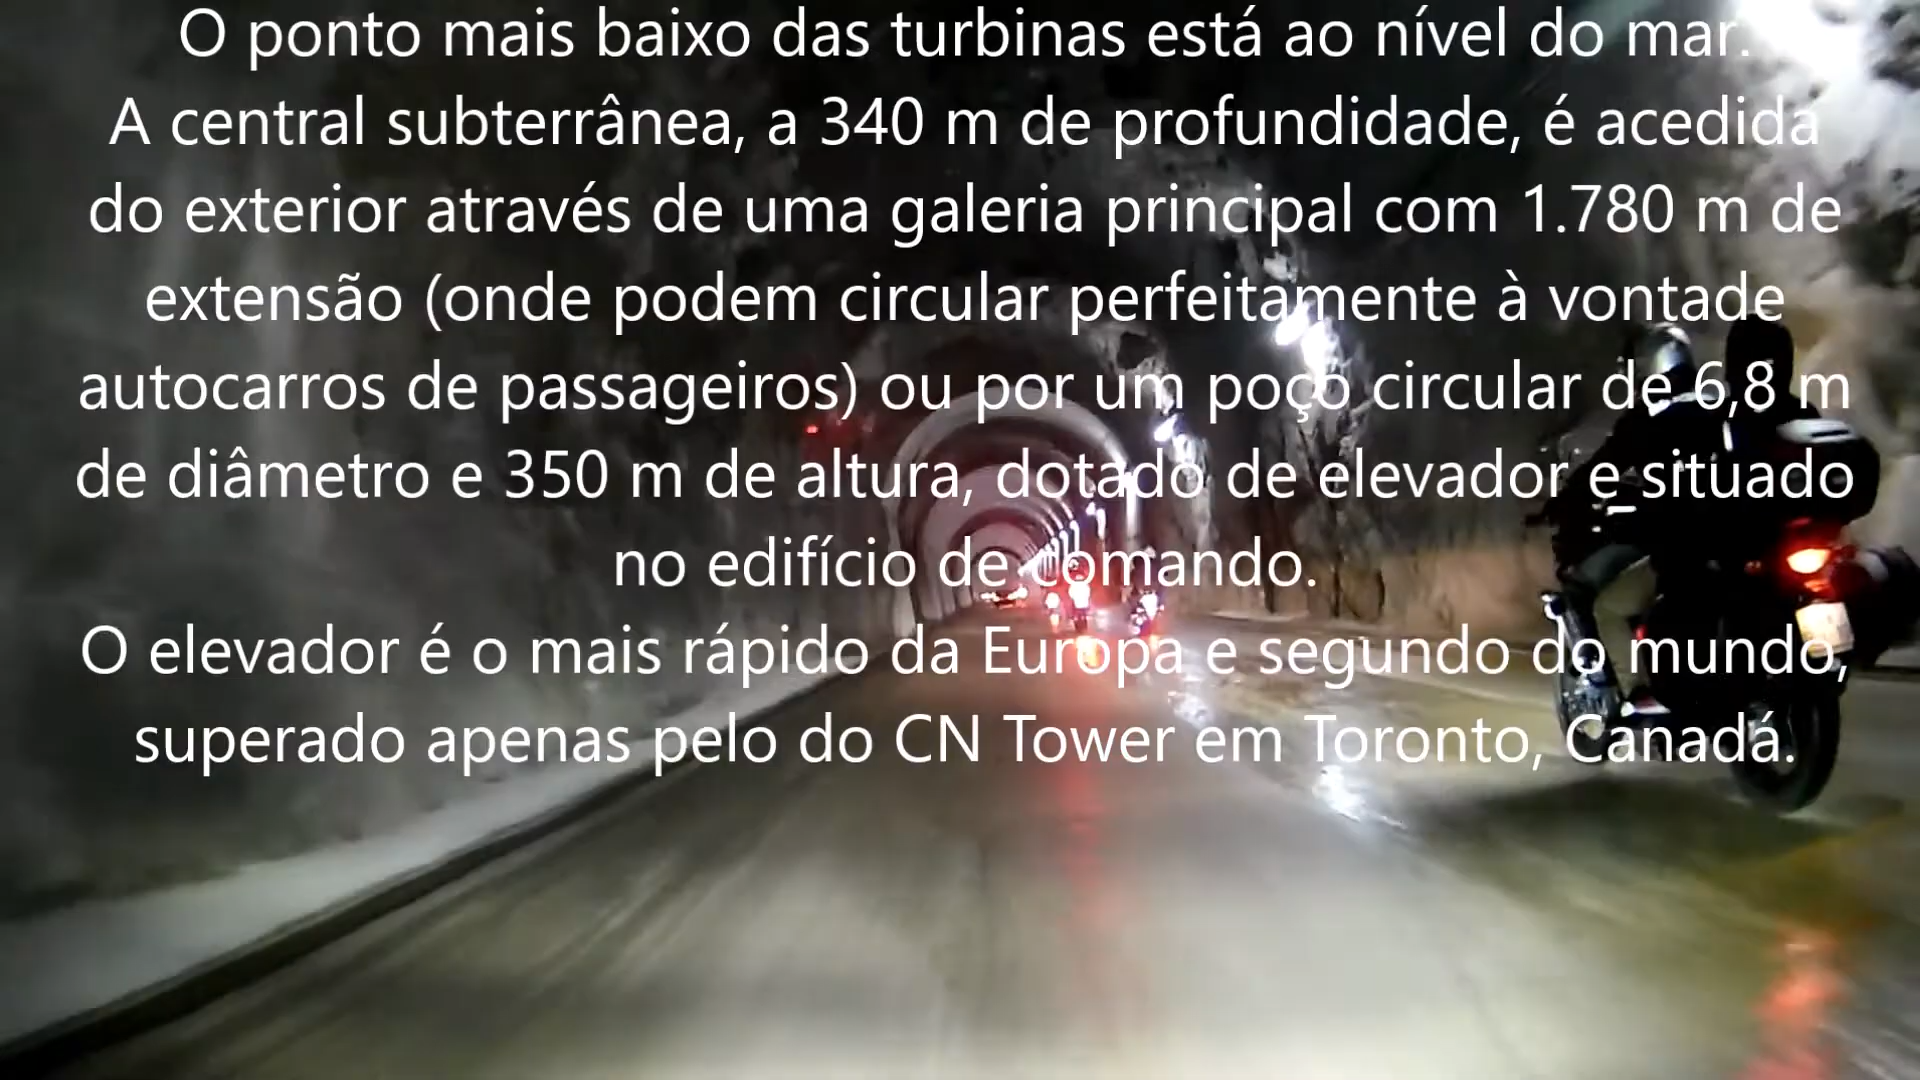 O ponto mais baixo das turbinas está ao nível do mar.
A central subterrânea, a 340 m de profundidade, é acedida
do exterior através de uma galeria principal com 1.780 m de
extensão (onde podem circular perfeitamente à vontade
autocarros de passageiros) ou por um poço circular de 6,8 m
de diâmetro e 350 m de altura, dotado de elevador e situado
no edifício de comando.
O elevador é o mais rápido da Europa e segundo do mundo,
superado apenas pelo do CN Tower em Toronto, Canadá.